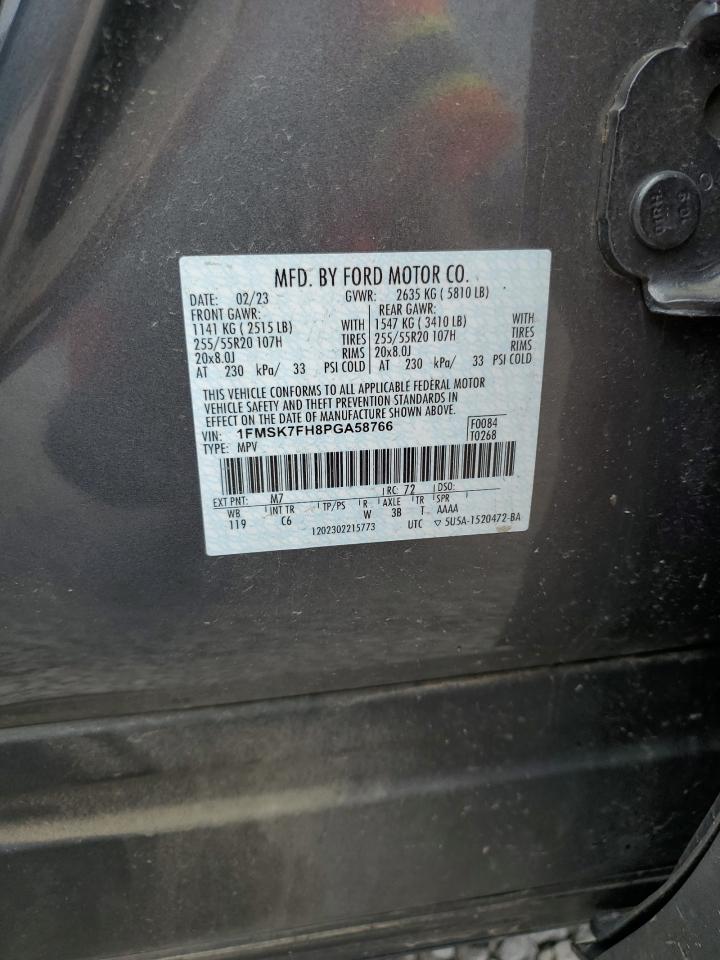 MFD. BY FORD MOTOR CO.
DATE: 02/23 GVWR: 2635 KG ( 5810 LB)
FRONT GAWR: REAR GAWR:
1141 KG ( 2515 LB) WITH 1547 KG ( 3410 LB) WITH
255/55R20 107H TIRES 255/55R20 107H TIRES
20x8.0J RIMS 20x8.0J RIMS
AT 230 kPa/ 33 PSI COLD AT 230 kPa/ 33 PSI COLD
THIS VEHICLE CONFORMS TO ALL APPLICABLE FEDERAL MOTOR
VEHICLE SAFETY AND THEFT PREVENTION STANDARDS IN
EFFECT ON THE DATE OF MANUFACTURE SHOWN ABOVE.
VIN: 1FMSK7FH8PGA58766 F0084
TYPE: MPV T0268
EXT PNT: M7 RC: 72 DSO:
WB INT TR TP/PS R AXLE TR SPR
119 C6 W 3B T AAAA
1202302215773 UTC ▽ 5U5A-1520472-BA